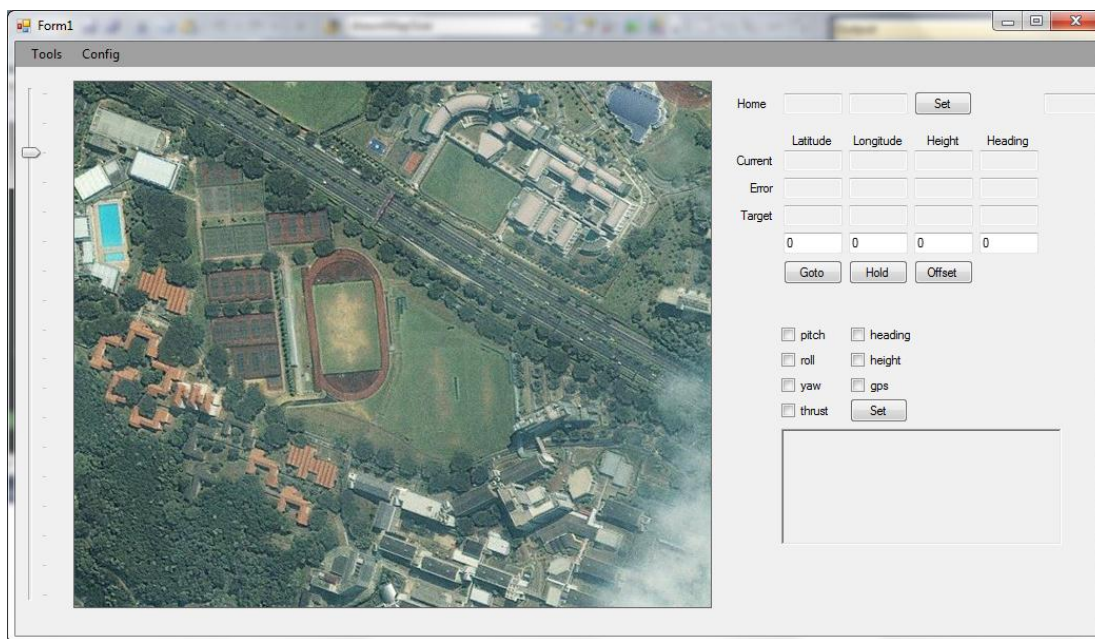 Form1
Tools Config
Home Set
Latitude Longitude Height Heading
Current
Error
Target
0 0 0 0
Goto Hold Offset
pitch heading
roll height
yaw gps
thrust Set